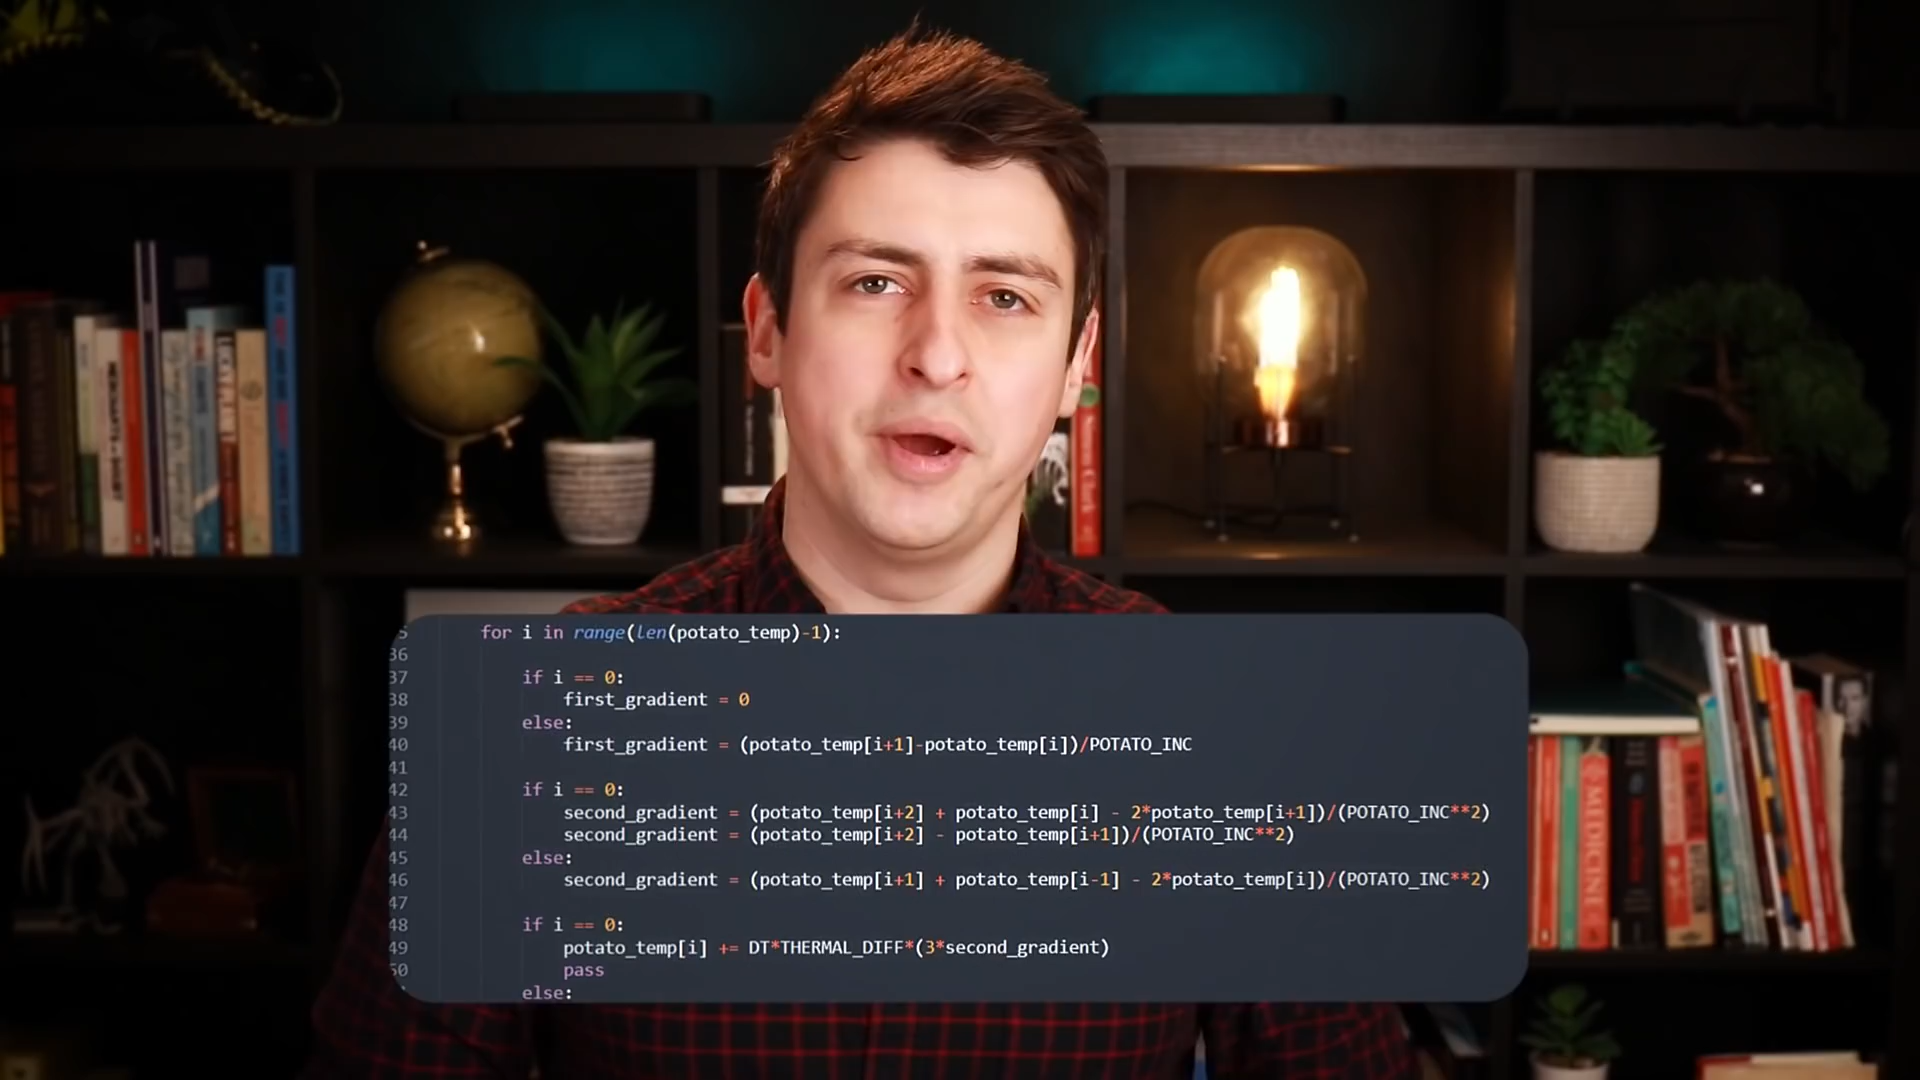 5 for i in range(len(potato_temp)-1):
36
37 if i == 0:
38 first_gradient = 0
39 else:
40 first_gradient = (potato_temp[i+1]-potato_temp[i])/POTATO_INC
41
42 if i == 0:
43 second_gradient = (potato_temp[i+2] + potato_temp[i] - 2*potato_temp[i+1])/(POTATO_INC**2)
44 second_gradient = (potato_temp[i+2] - potato_temp[i+1])/(POTATO_INC**2)
45 else:
46 second_gradient = (potato_temp[i+1] + potato_temp[i-1] - 2*potato_temp[i])/(POTATO_INC**2)
47
48 if i == 0:
49 potato_temp[i] += DT*THERMAL_DIFF*(3*second_gradient)
50 pass
else:
MEDICINE